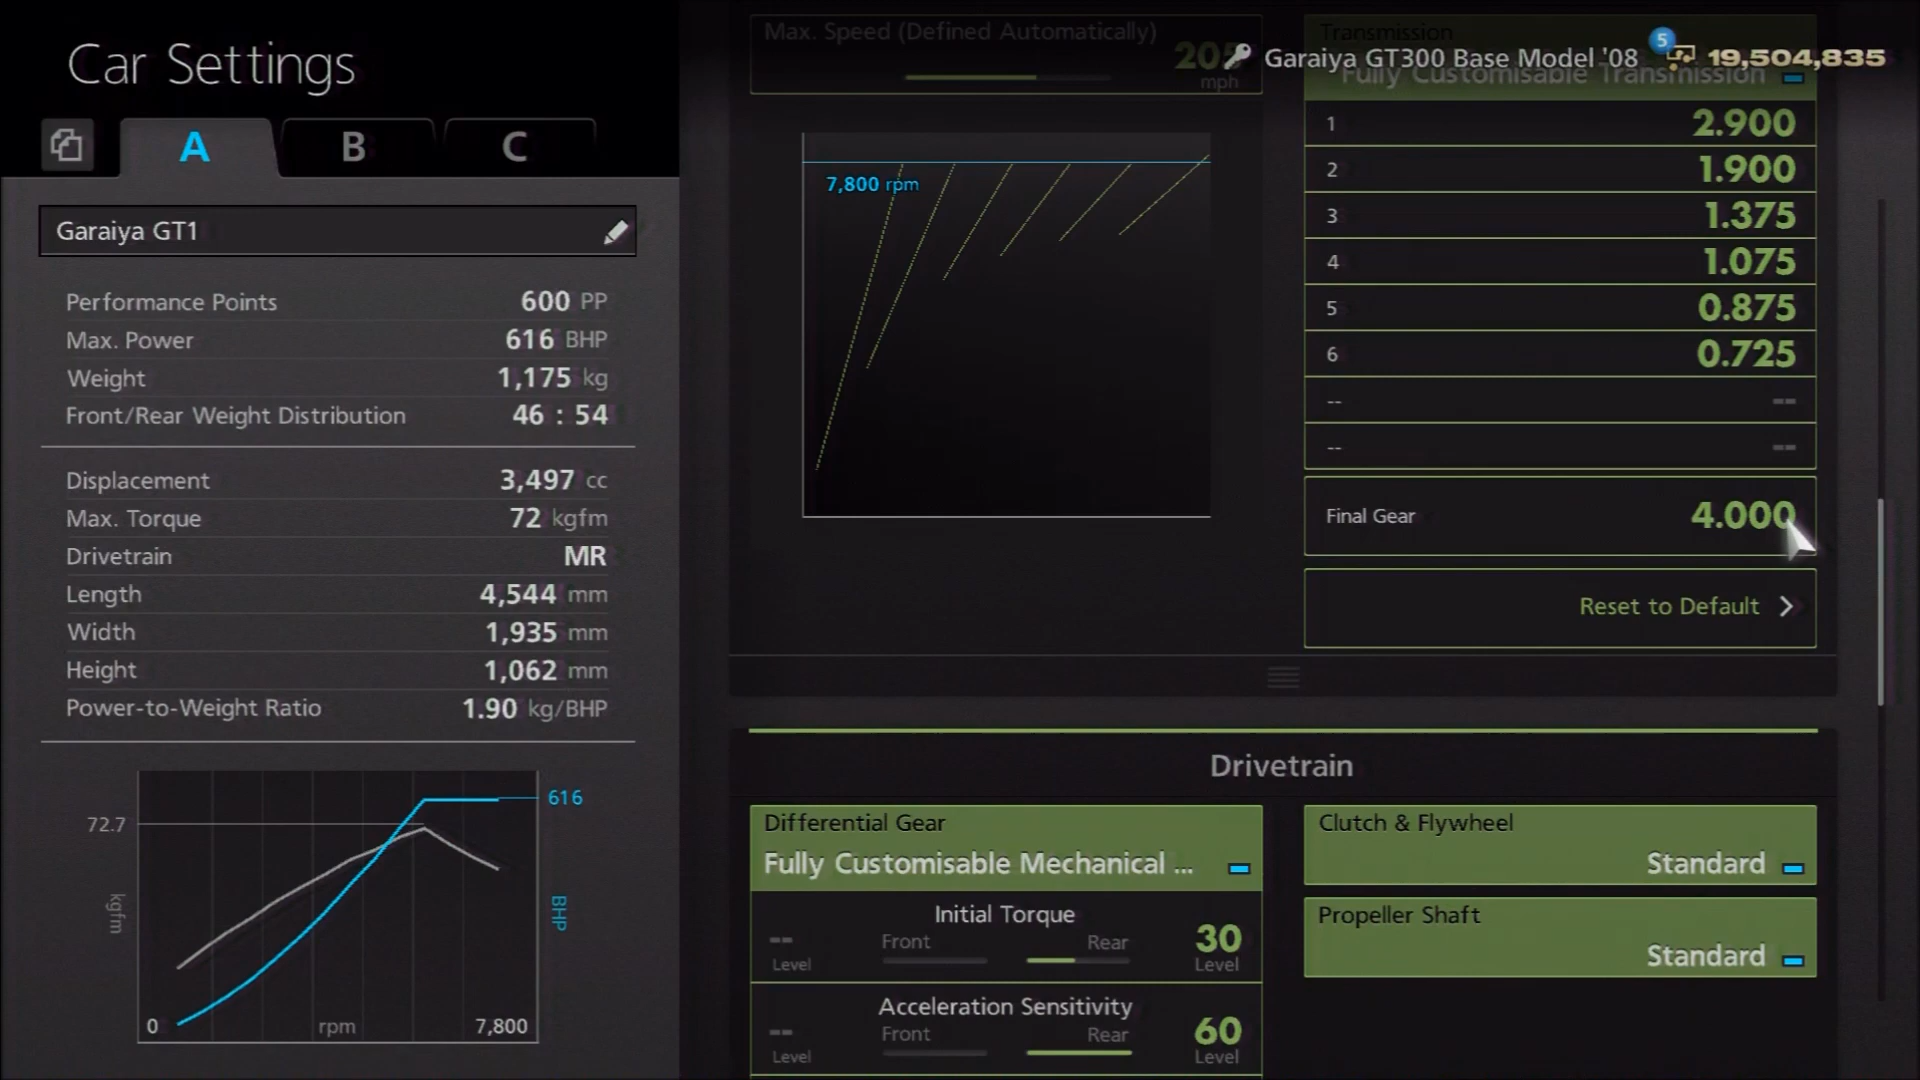 Car Settings
A
B
C
Garaiya GT1
Performance Points 600 PP
Max. Power 616 BHP
Weight 1,175 kg
Front/Rear Weight Distribution 46 : 54
Displacement 3,497 cc
Max. Torque 72 kgfm
Drivetrain MR
Length 4,544 mm
Width 1,935 mm
Height 1,062 mm
Power-to-Weight Ratio 1.90 kg/BHP
616
72.7
kgfm
BHP
0 rpm 7,800
Max. Speed (Defined Automatically)
205
mph
7,800 rpm
Garaiya GT300 Base Model '08
5
19,504,835
Transmission
Fully Customisable Transmission
1 2.900
2 1.900
3 1.375
4 1.075
5 0.875
6 0.725
-- --
-- --
Final Gear 4.000
Reset to Default
Drivetrain
Differential Gear
Fully Customisable Mechanical ...
Initial Torque
-- Front Rear 30
Level Level
Acceleration Sensitivity
-- Front Rear 60
Level Level
Clutch & Flywheel
Standard
Propeller Shaft
Standard